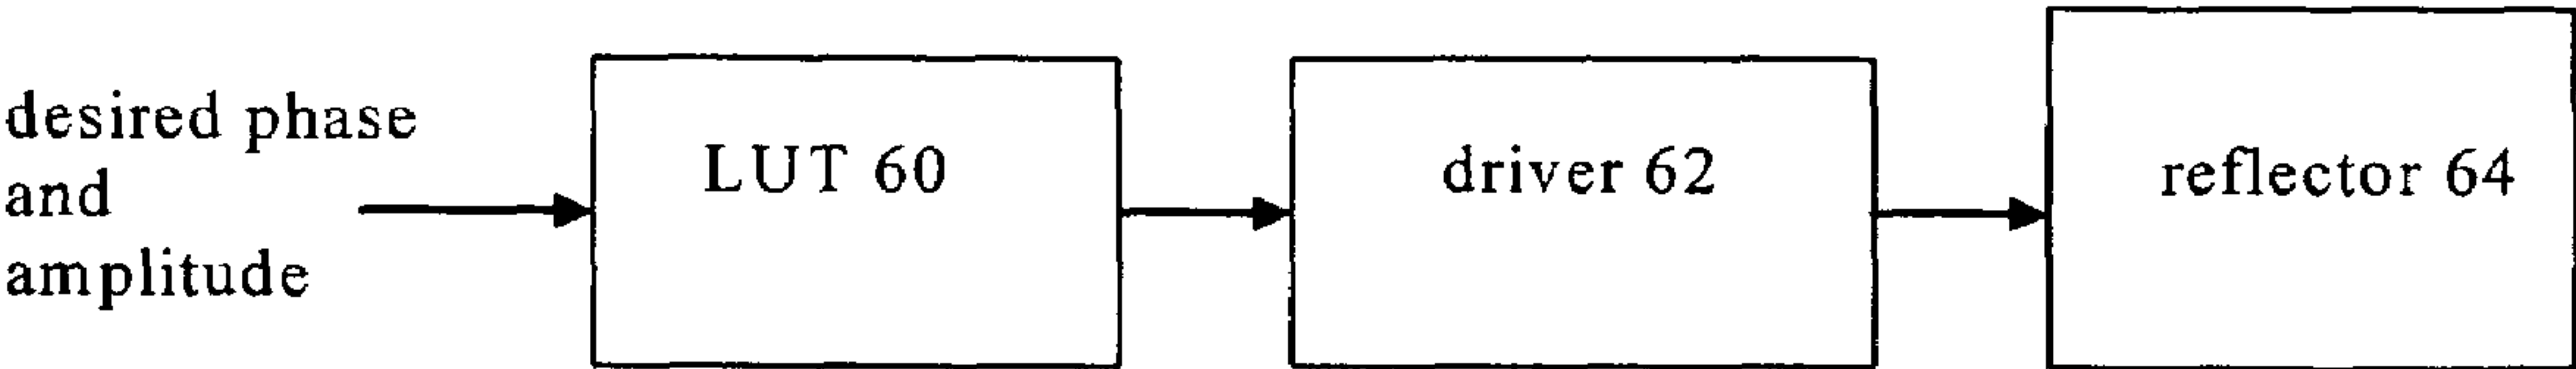 desired phase
and
amplitude
LUT 60
driver 62
reflector 64